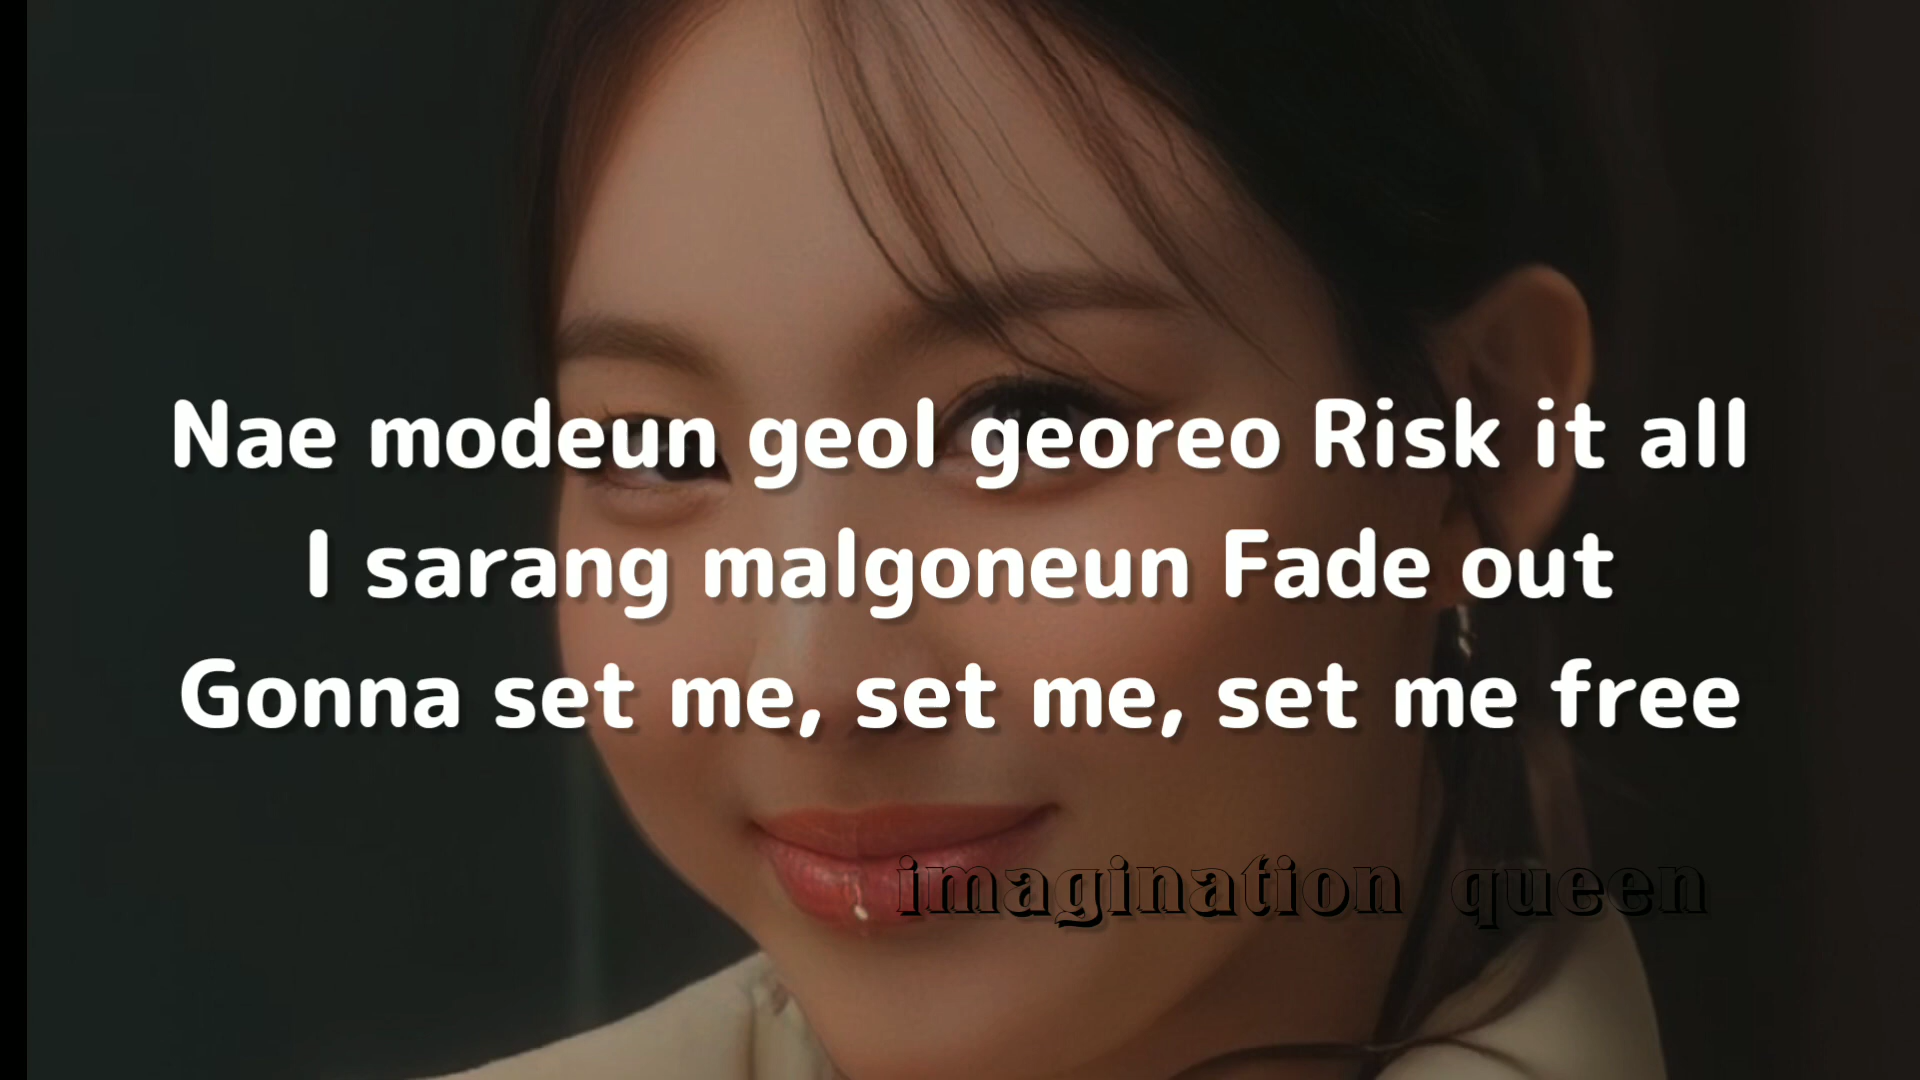 Nae modeun geol georeo Risk it all
I sarang malgoneun Fade out
Gonna set me, set me, set me free
imagination queen